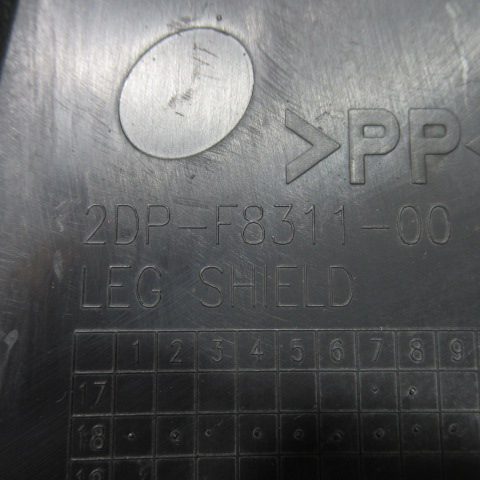 >PP<
2DP-F8311-00
LEG SHIELD
1 2 3 4 5 6 7 8 9
17
18